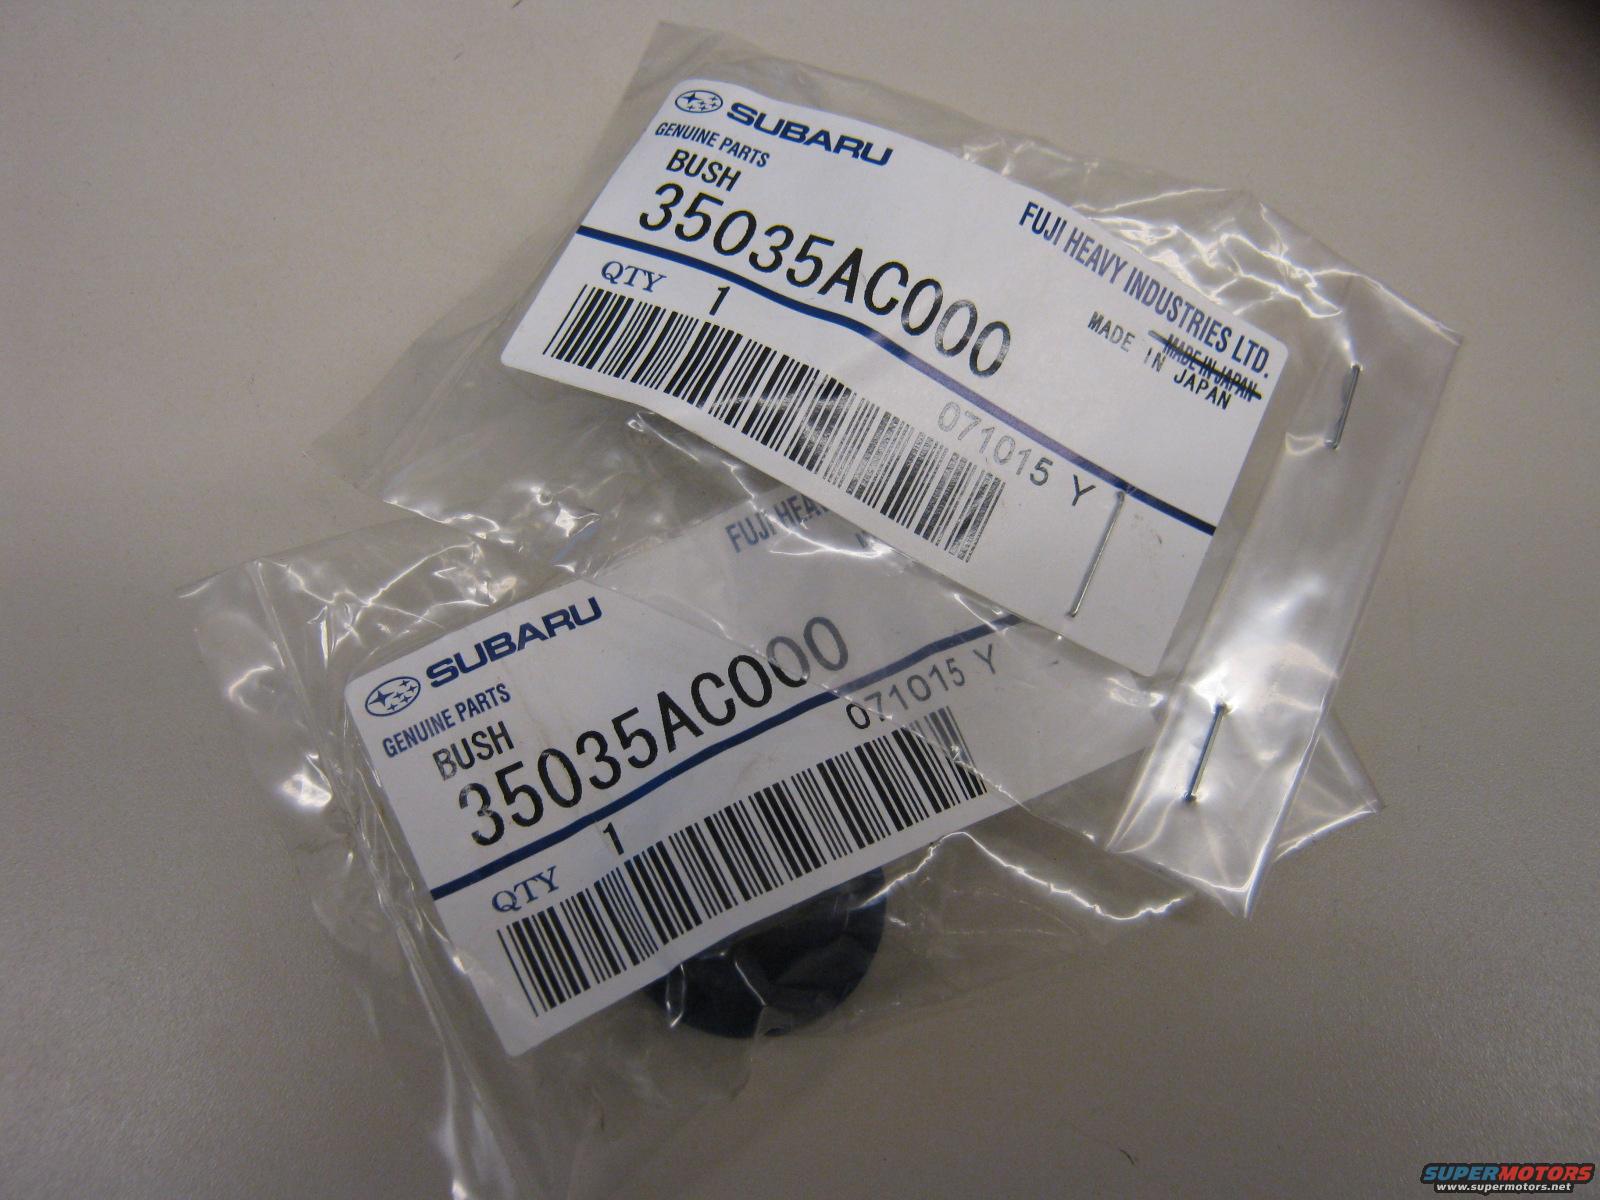 SUBARU
GENUINE PARTS
BUSH
35035AC000
FUJI HEAVY INDUSTRIES LTD.
MADE IN JAPAN
MADE IN JAPAN
QTY 1
071015 Y
FUJI HEA
SUBARU
GENUINE PARTS
BUSH
35035AC000
071015 Y
QTY 1
SUPERMOTORS
www.supermotors.net